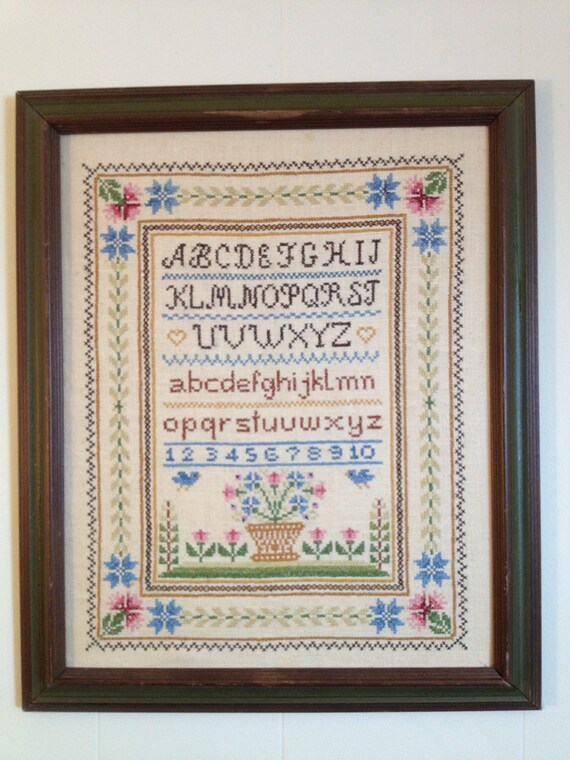 ABCDEFGHIJ
KLMNOPQRST
UVWXYZ
abcdefghijklmn
opqrstuvwxyz
12345678910